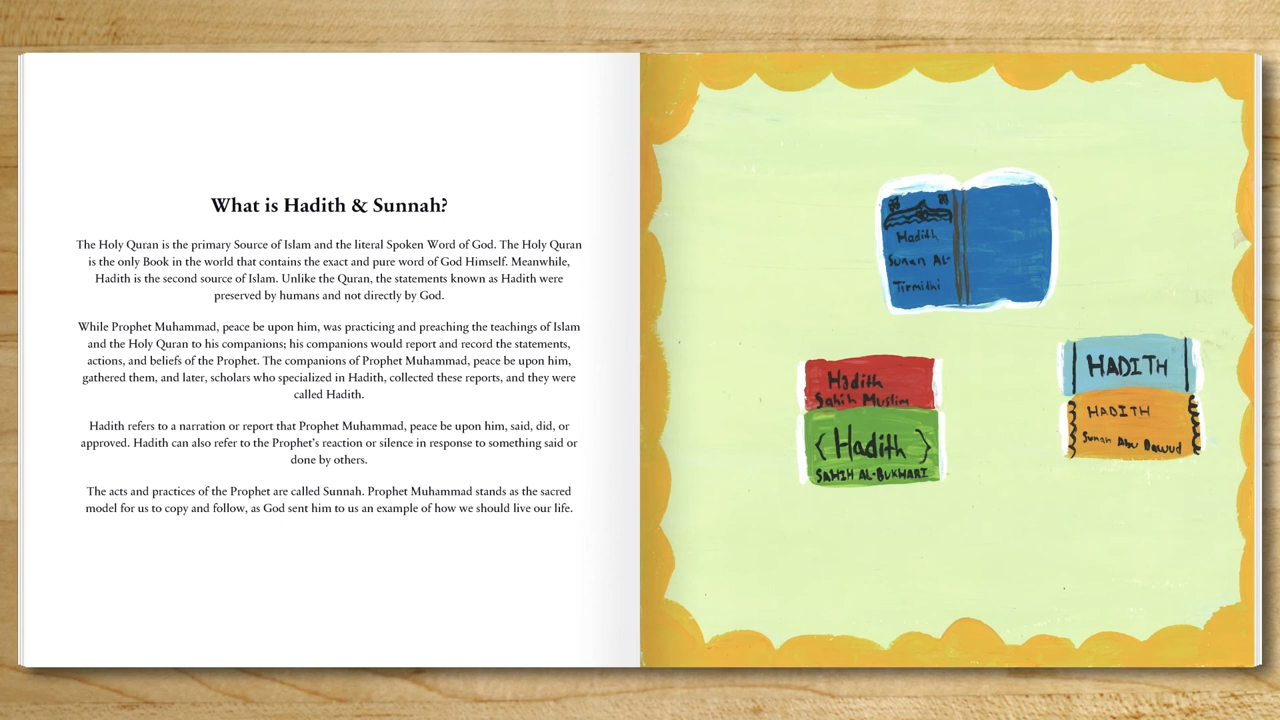 What is Hadith & Sunnah?
The Holy Quran is the primary Source of Islam and the literal Spoken Word of God. The Holy Quran
is the only Book in the world that contains the exact and pure word of God Himself. Meanwhile,
Hadith is the second source of Islam. Unlike the Quran, the statements known as Hadith were
preserved by humans and not directly by God.
While Prophet Muhammad, peace be upon him, was practicing and preaching the teachings of Islam
and the Holy Quran to his companions; his companions would report and record the statements,
actions, and beliefs of the Prophet. The companions of Prophet Muhammad, peace be upon him,
gathered them, and later, scholars who specialized in Hadith, collected these reports, and they were
called Hadith.
Hadith refers to a narration or report that Prophet Muhammad, peace be upon him, said, did, or
approved. Hadith can also refer to the Prophet's reaction or silence in response to something said or
done by others.
The acts and practices of the Prophet are called Sunnah. Prophet Muhammad stands as the sacred
model for us to copy and follow, as God sent him to us an example of how we should live our life.
Hadith
Sunan Al-
Tirmidhi
Hadith
Sahih Muslim
{Hadith}
SAHIH AL-BUKHARI
HADITH
HADITH
Sunan Abu Dawud